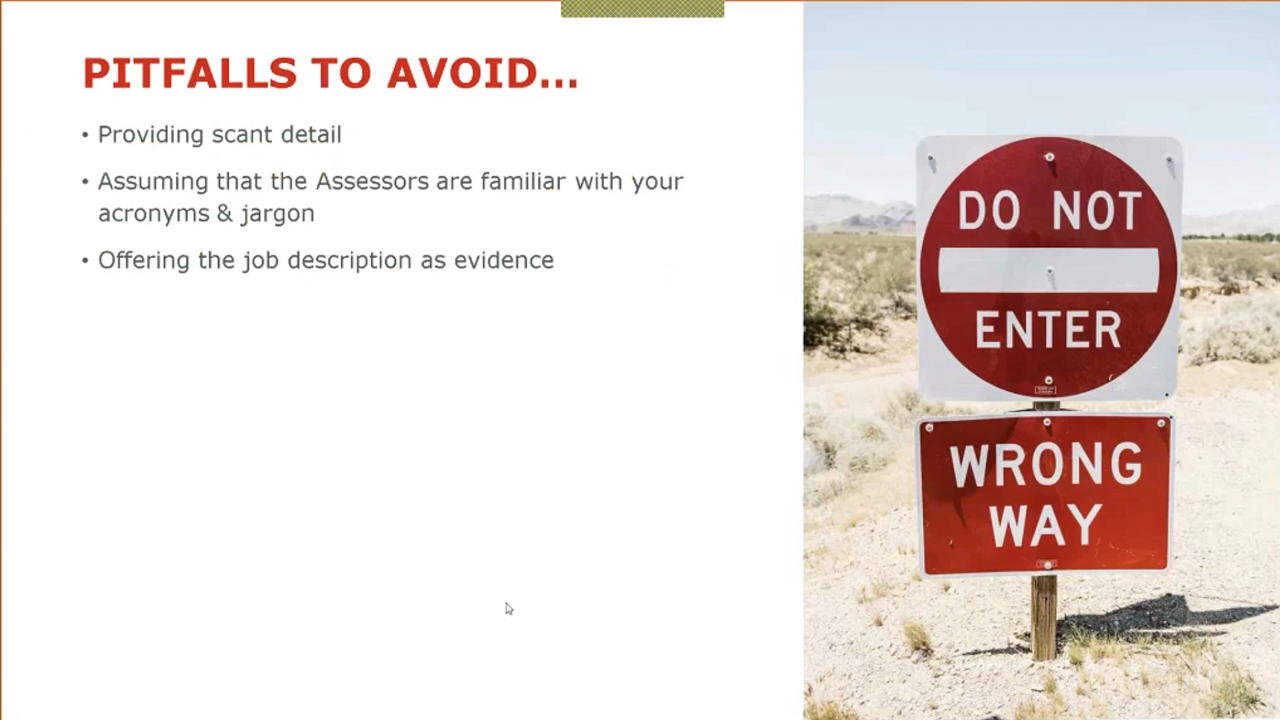 PITFALLS TO AVOID...
• Providing scant detail
• Assuming that the Assessors are familiar with your
acronyms & jargon
• Offering the job description as evidence
DO NOT
ENTER
WRONG
WAY